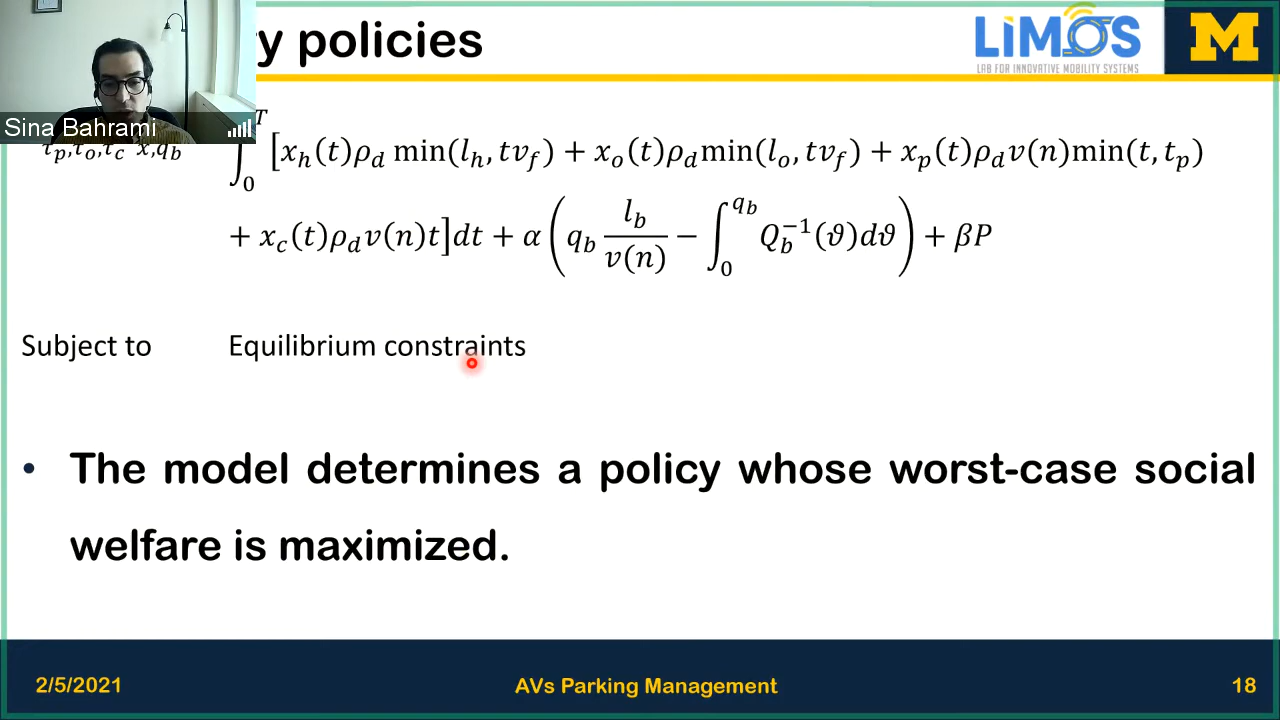 y policies
LiMOS
LAB FOR INNOVATIVE MOBILITY SYSTEMS
M
Sina Bahrami
τ_p,τ_o,τ_c x,q_b ∫_0^T [x_h(t)ρ_d min(l_h, tv_f) + x_o(t)ρ_d min(l_o, tv_f) + x_p(t)ρ_d v(n)min(t, t_p)
+ x_c(t)ρ_d v(n)t]dt + α(q_b l_b/v(n) − ∫_0^{q_b} Q_b^{−1}(ϑ)dϑ) + βP
Subject to Equilibrium constraints
• The model determines a policy whose worst-case social
welfare is maximized.
2/5/2021 AVs Parking Management 18